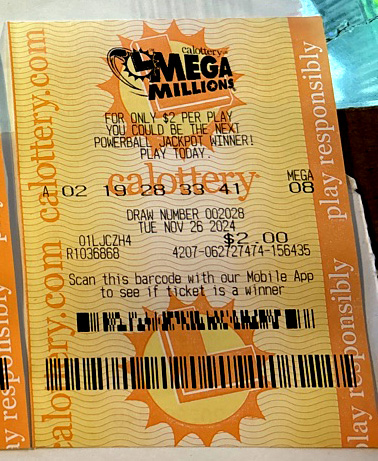 calottery
MEGA
MILLIONS
FOR ONLY $2 PER PLAY
YOU COULD BE THE NEXT
POWERBALL JACKPOT WINNER!
PLAY TODAY.
calottery
MEGA
A 02 19 28 33 41 08
DRAW NUMBER 002028
TUE NOV 26 2024
01LJCZH4 $2.00
R1036868 4207-062727474-156435
Scan this barcode with our Mobile App
to see if ticket is a winner
calottery.com calottery.com
play responsibly
play responsibly